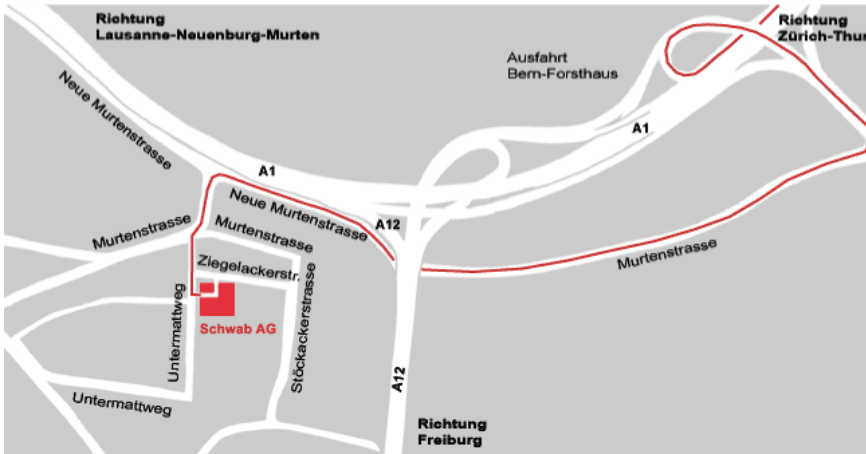 Richtung
Lausanne-Neuenburg-Murten
Richtung
Zürich-Thun
Ausfahrt
Bern-Forsthaus
Neue Murtenstrasse
A1
A1
Neue Murtenstrasse
A12
Murtenstrasse
Murtenstrasse
Murtenstrasse
Ziegelackerstr.
Untermattweg
Schwab AG
Stöckackerstrasse
A12
Untermattweg
Richtung
Freiburg